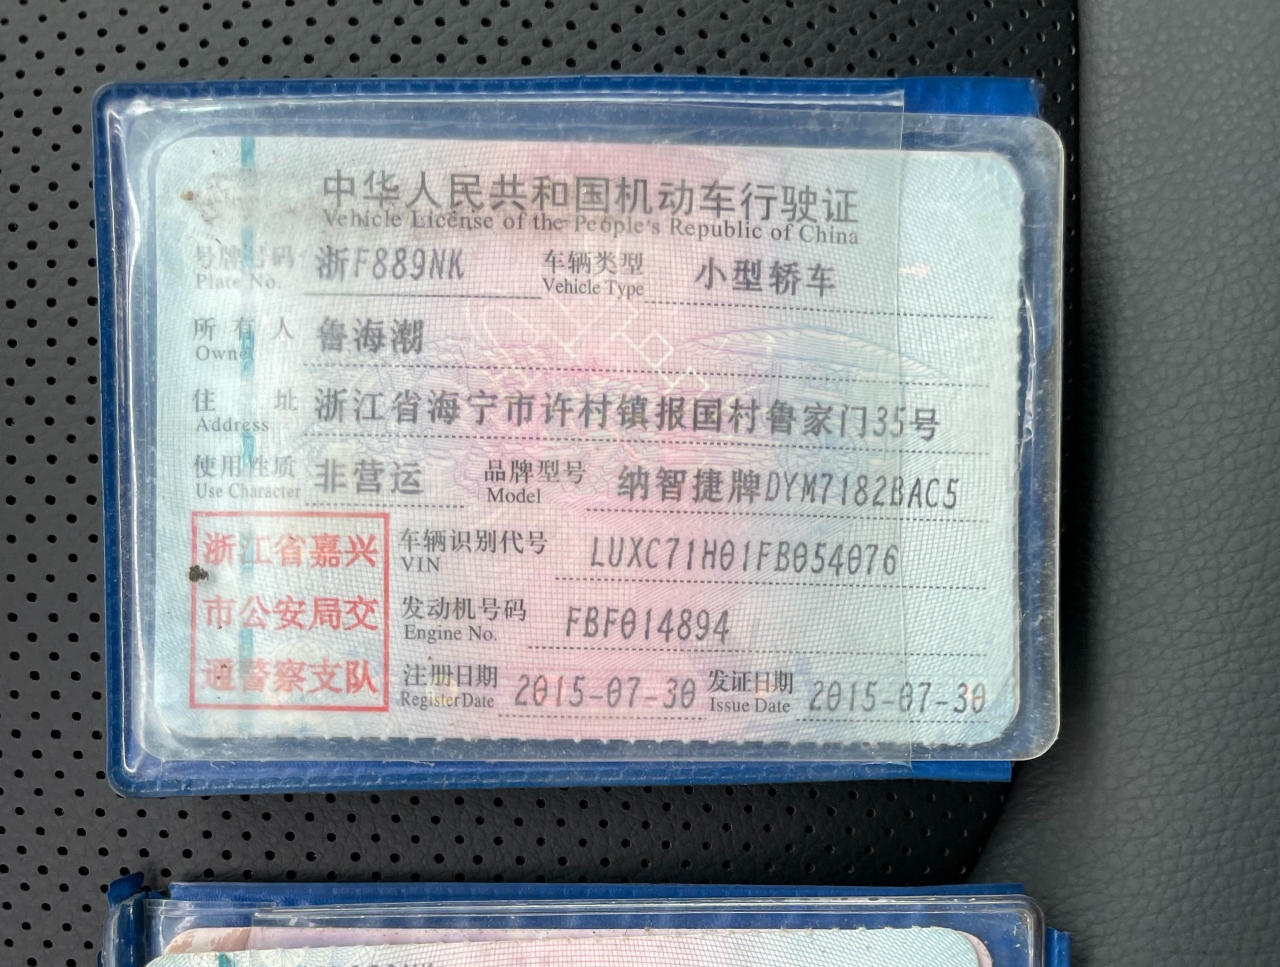 中华人民共和国机动车行驶证
Vehicle License of the People's Republic of China
号牌号码 浙F889NK 车辆类型 小型轿车
Plate No. Vehicle Type
所有人 鲁海潮
Owner
住址 浙江省海宁市许村镇报国村鲁家门35号
Address
使用性质 非营运 品牌型号 纳智捷牌DYM7182BAC5
Use Character Model
浙江省嘉兴
市公安局交
通警察支队
车辆识别代号 LUXC71H01FB054076
VIN
发动机号码 FBF014894
Engine No.
注册日期 2015-07-30 发证日期 2015-07-30
Register Date Issue Date